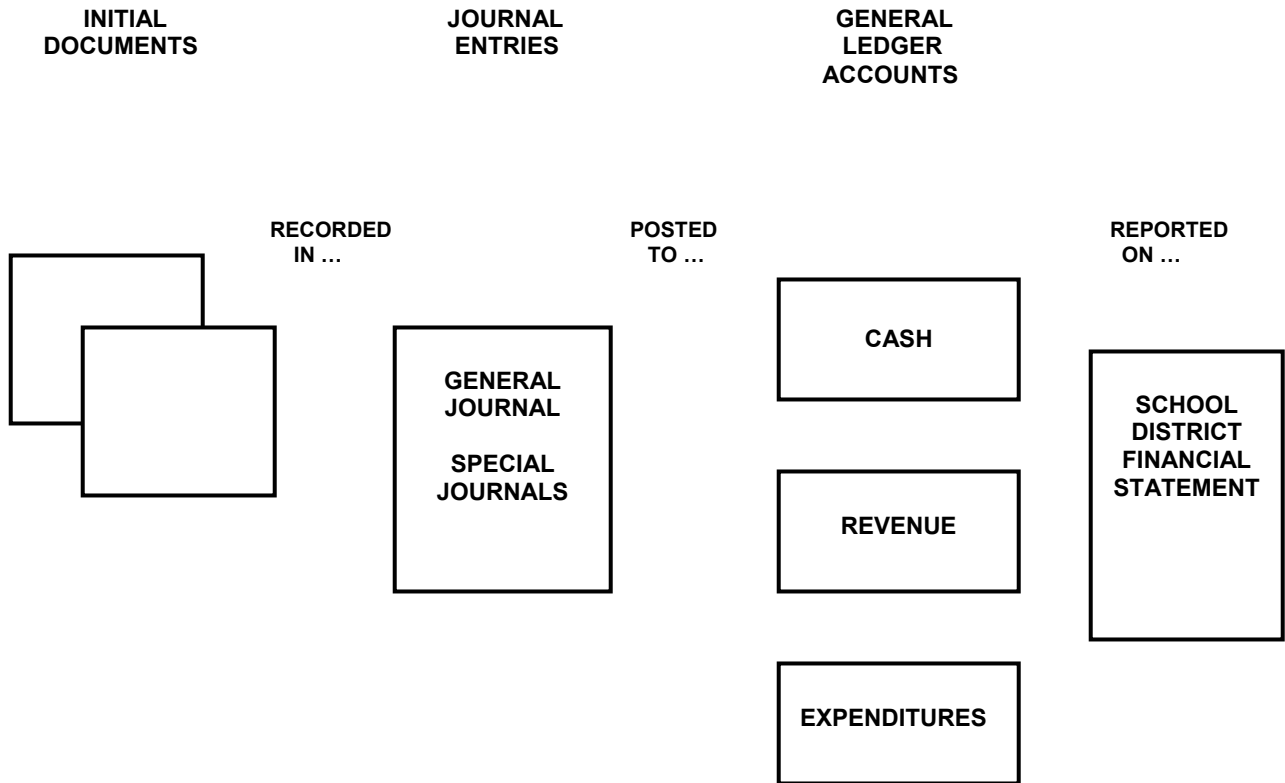 INITIAL
DOCUMENTS
JOURNAL
ENTRIES
GENERAL
LEDGER
ACCOUNTS
RECORDED
IN …
POSTED
TO …
REPORTED
ON …
GENERAL
JOURNAL
SPECIAL
JOURNALS
CASH
REVENUE
EXPENDITURES
SCHOOL
DISTRICT
FINANCIAL
STATEMENT